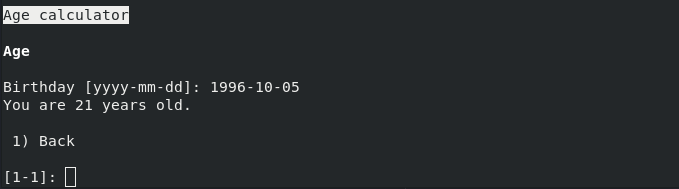 Age calculator
Age
Birthday [yyyy-mm-dd]: 1996-10-05
You are 21 years old.
1) Back
[1-1]: